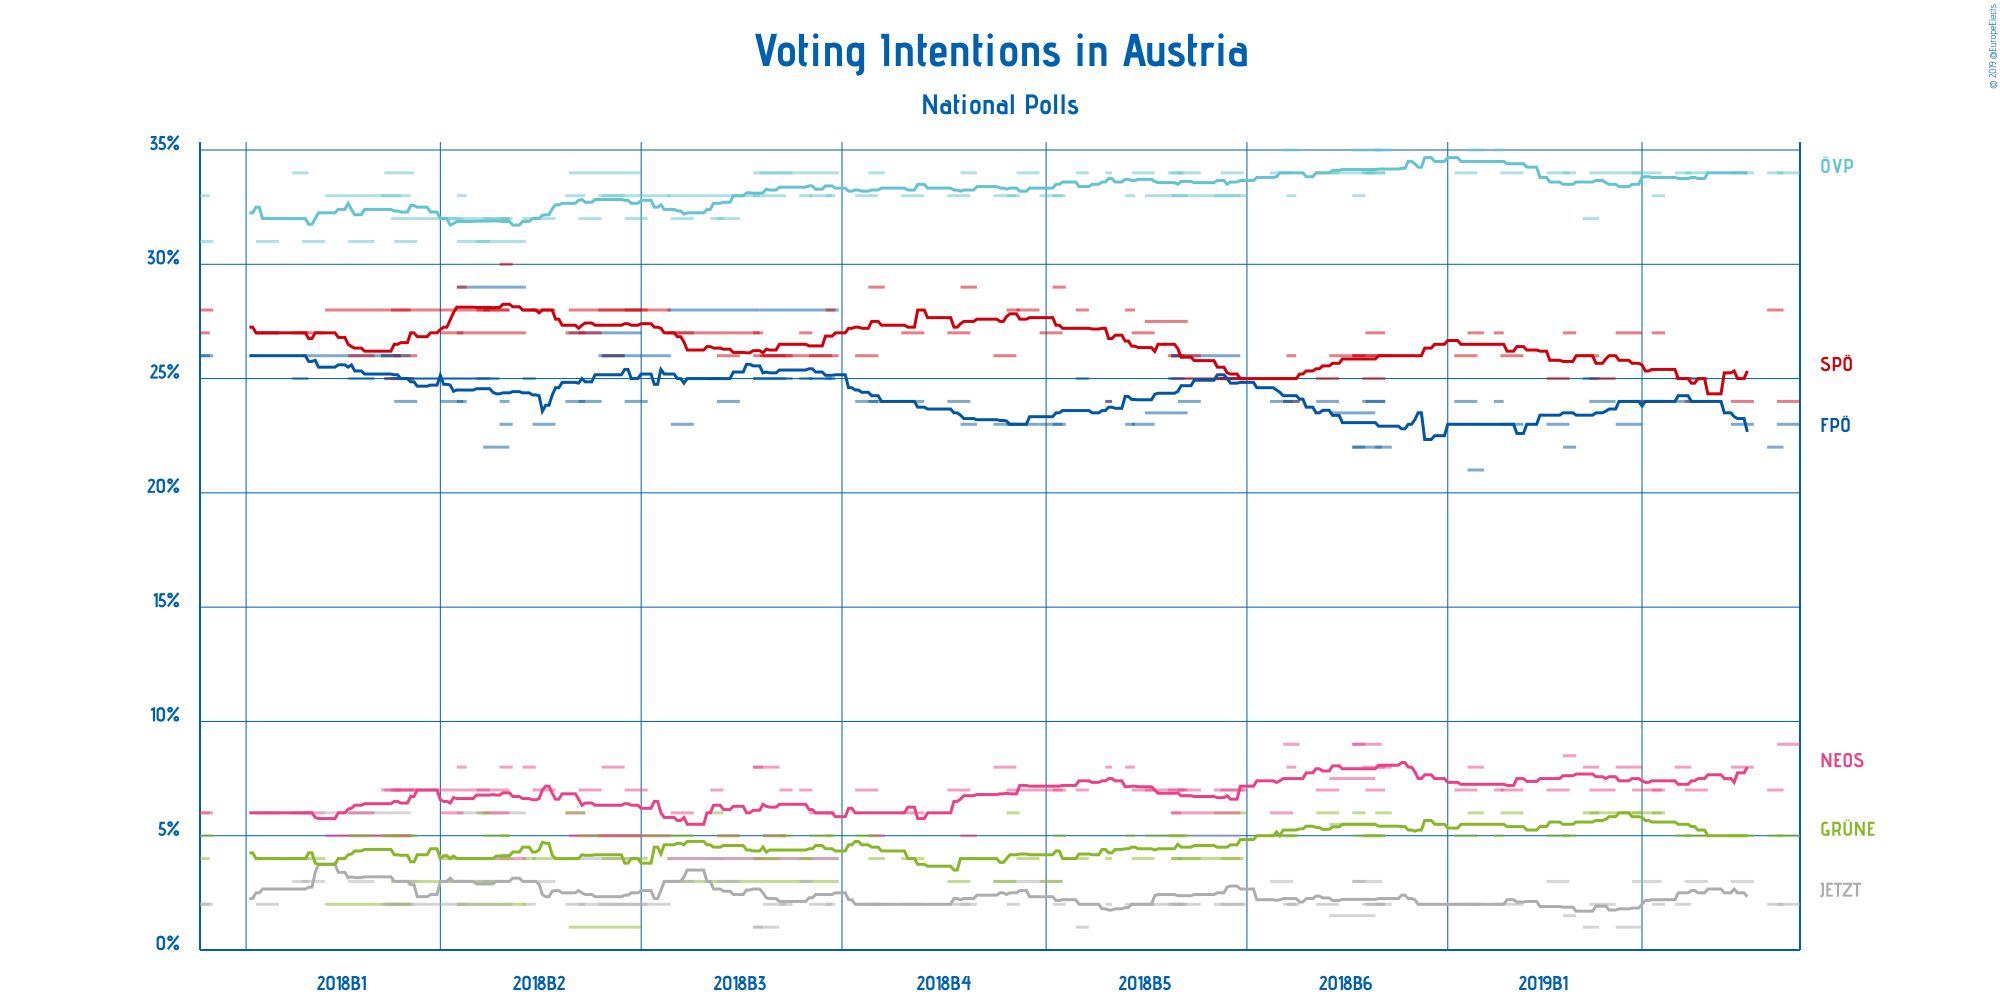 Voting Intentions in Austria
National Polls
© 2019 @EuropeElects
35%
30%
25%
20%
15%
10%
5%
0%
ÖVP
SPÖ
FPÖ
NEOS
GRÜNE
JETZT
2018B1
2018B2
2018B3
2018B4
2018B5
2018B6
2019B1